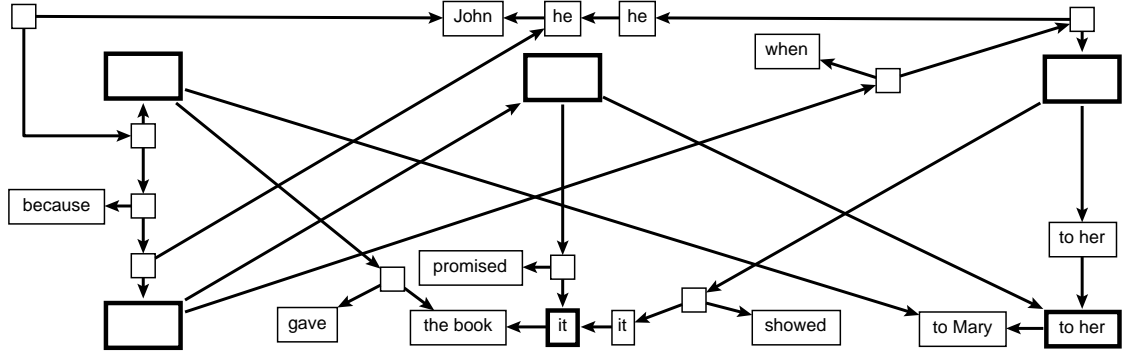 John he he
when
because
to her
promised
gave the book it it showed to Mary to her